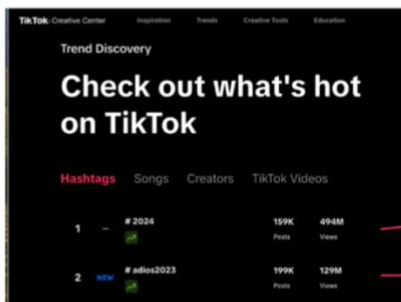 TikTok: Creative Center Inspiration Trends Creative Tools Education
Trend Discovery
Check out what's hot
on TikTok
Hashtags Songs Creators TikTok Videos
1 – # 2024 159K 494M
Posts Views
2 NEW # adios2023 199K 129M
Posts Views